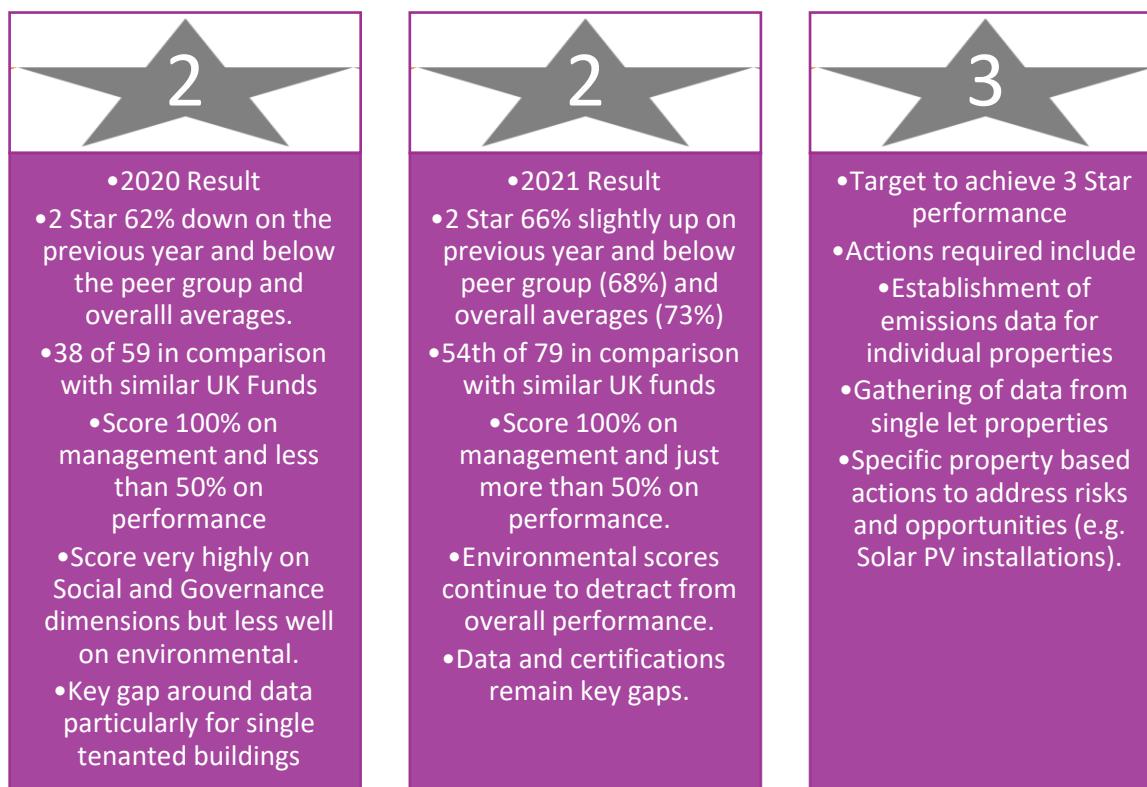 2
•2020 Result
•2 Star 62% down on the
previous year and below
the peer group and
overalll averages.
•38 of 59 in comparison
with similar UK Funds
•Score 100% on
management and less
than 50% on
performance
•Score very highly on
Social and Governance
dimensions but less well
on environmental.
•Key gap around data
particularly for single
tenanted buildings
2
•2021 Result
•2 Star 66% slightly up on
previous year and below
peer group (68%) and
overall averages (73%)
•54th of 79 in comparison
with similar UK funds
•Score 100% on
management and just
more than 50% on
performance.
•Environmental scores
continue to detract from
overall performance.
•Data and certifications
remain key gaps.
3
•Target to achieve 3 Star
performance
•Actions required include
•Establishment of
emissions data for
individual properties
•Gathering of data from
single let properties
•Specific property based
actions to address risks
and opportunities (e.g.
Solar PV installations).